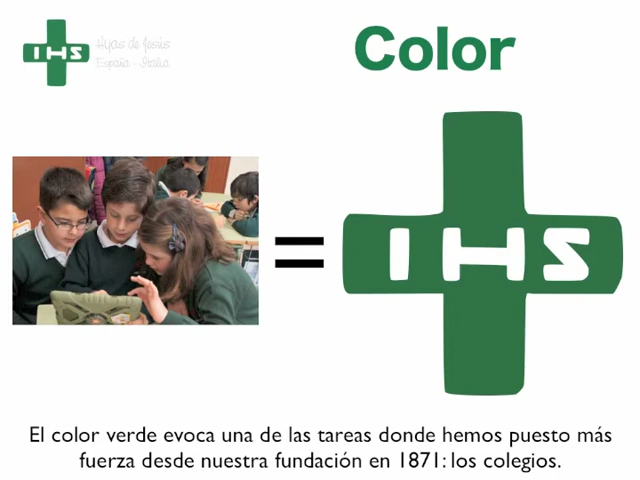 IHS
Hijas de Jesús
España - Italia
Color
=
IHS
El color verde evoca una de las tareas donde hemos puesto más
fuerza desde nuestra fundación en 1871: los colegios.